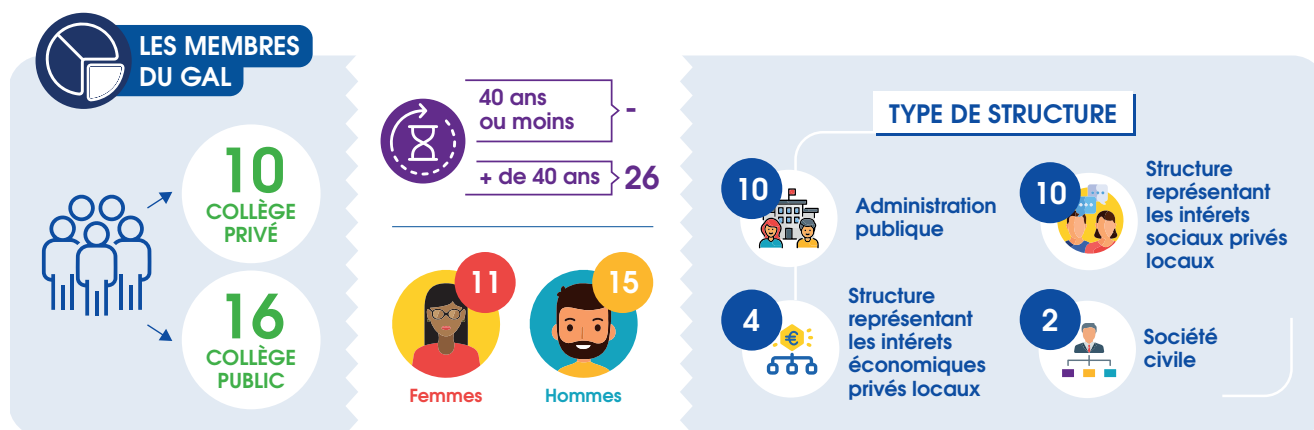 LES MEMBRES
DU GAL
10
COLLÈGE
PRIVÉ
16
COLLÈGE
PUBLIC
40 ans
ou moins
-
+ de 40 ans
26
11
Femmes
15
Hommes
TYPE DE STRUCTURE
10
Administration
publique
10
Structure
représentant
les intérets
sociaux privés
locaux
4
€
Structure
représentant
les intérets
économiques
privés locaux
2
Société
civile